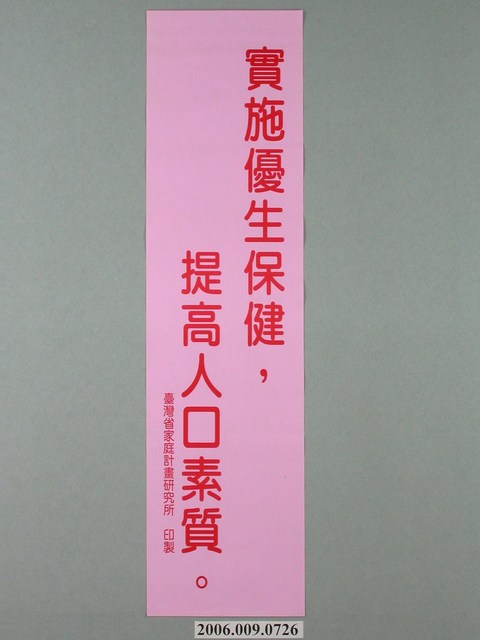 實施優生保健，
提高人口素質。
臺灣省家庭計畫研究所　印製
2006.009.0726